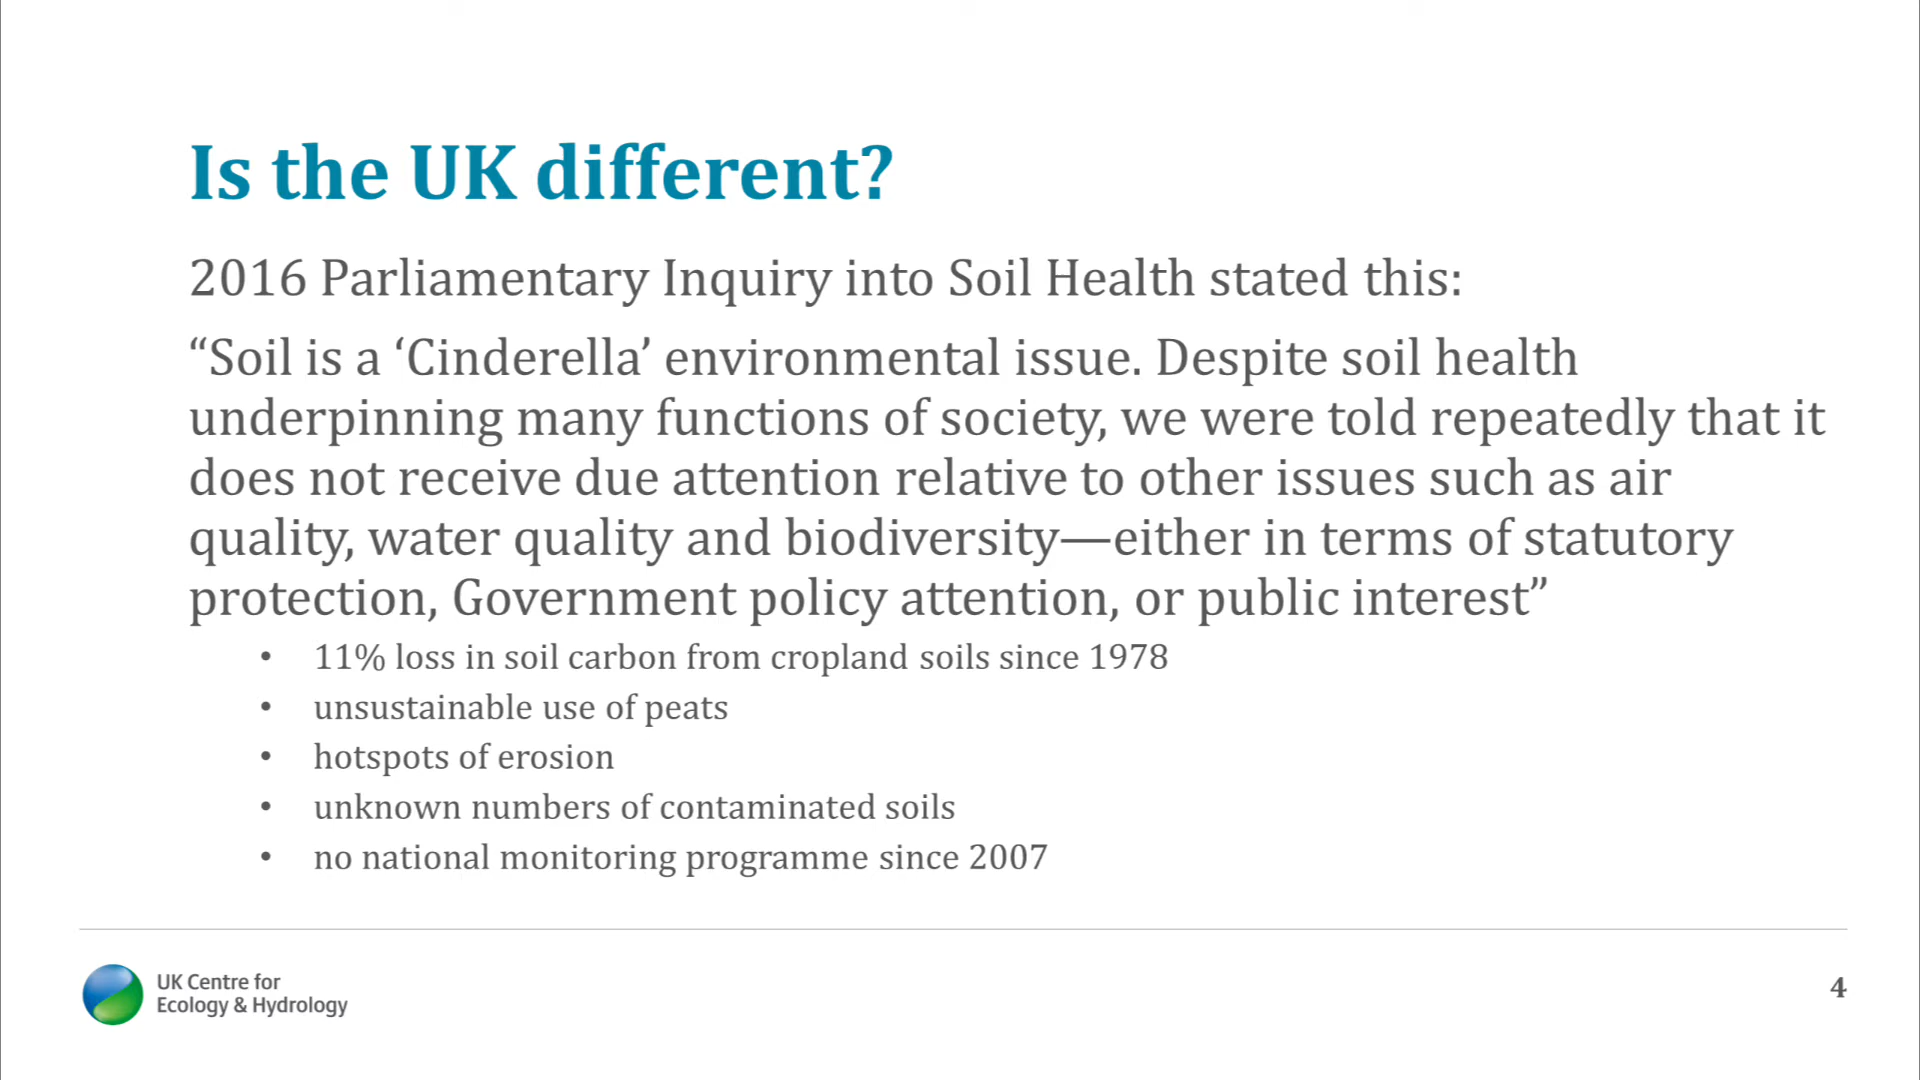 Is the UK different?
2016 Parliamentary Inquiry into Soil Health stated this:
“Soil is a ‘Cinderella’ environmental issue. Despite soil health
underpinning many functions of society, we were told repeatedly that it
does not receive due attention relative to other issues such as air
quality, water quality and biodiversity—either in terms of statutory
protection, Government policy attention, or public interest”
• 11% loss in soil carbon from cropland soils since 1978
• unsustainable use of peats
• hotspots of erosion
• unknown numbers of contaminated soils
• no national monitoring programme since 2007
UK Centre for
Ecology & Hydrology
4